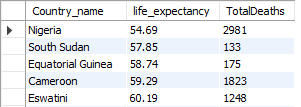 Country_name life_expectancy TotalDeaths
Nigeria 54.69 2981
South Sudan 57.85 133
Equatorial Guinea 58.74 175
Cameroon 59.29 1823
Eswatini 60.19 1248